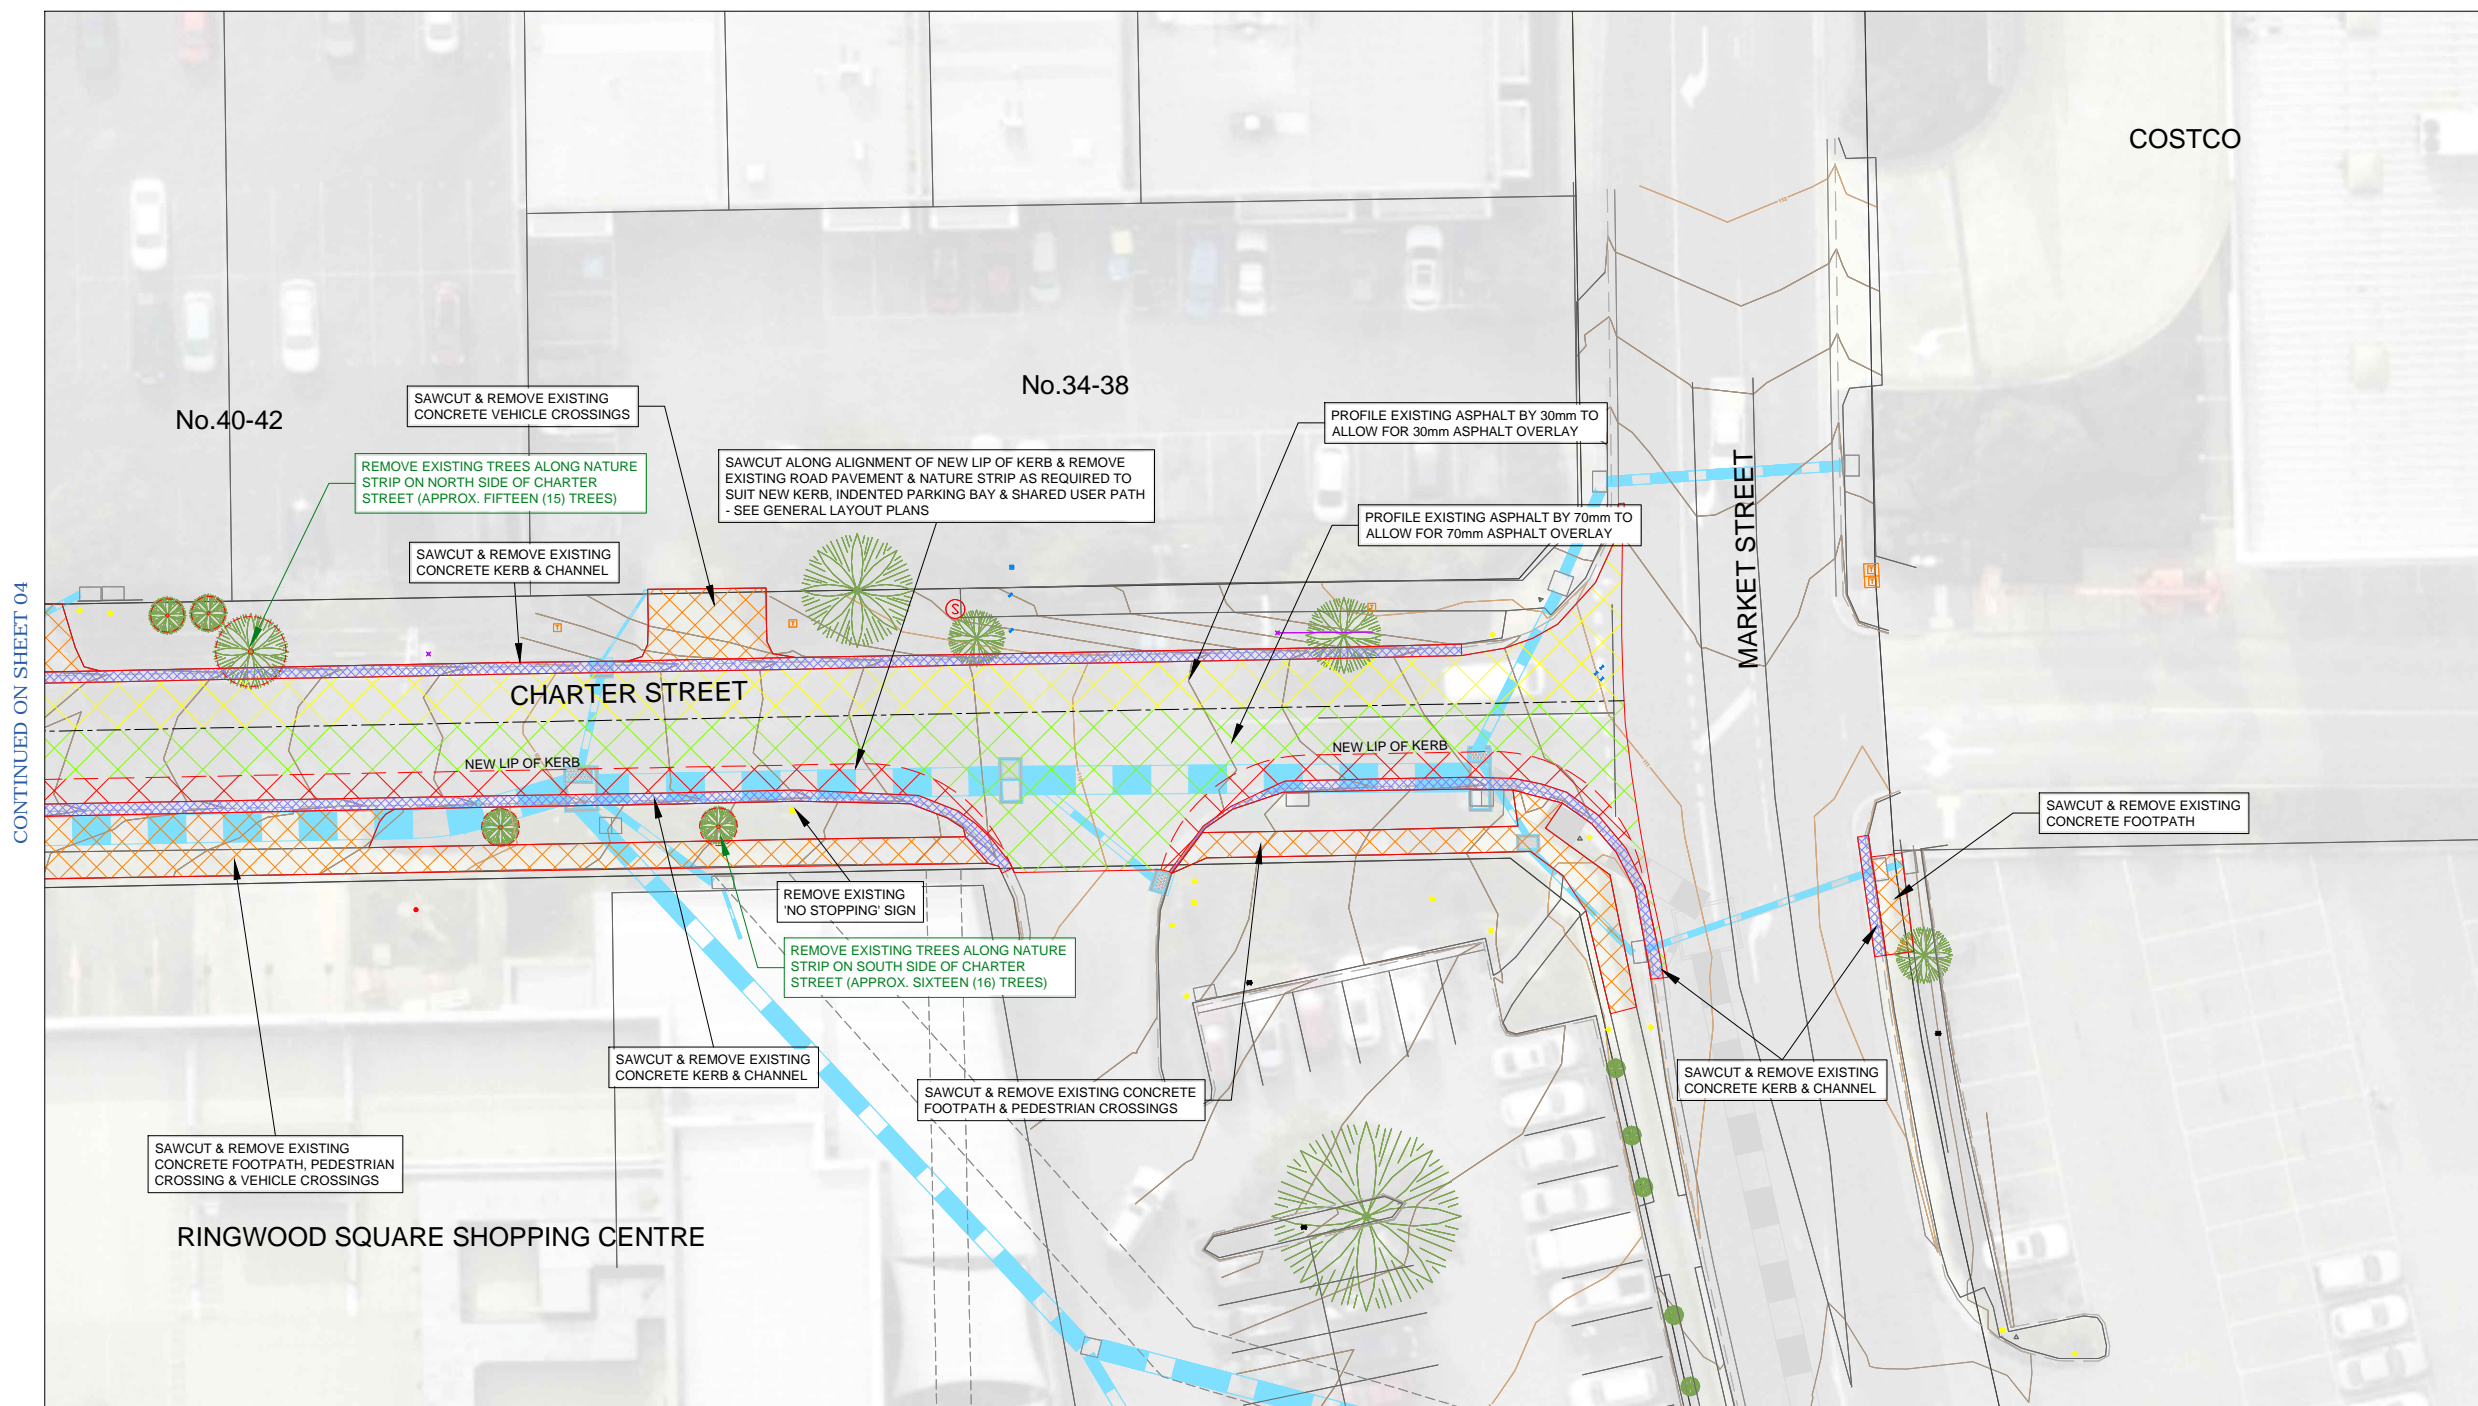 COSTCO
No.34-38
No.40-42
SAWCUT & REMOVE EXISTING
CONCRETE VEHICLE CROSSINGS
PROFILE EXISTING ASPHALT BY 30mm TO
ALLOW FOR 30mm ASPHALT OVERLAY
REMOVE EXISTING TREES ALONG NATURE
STRIP ON NORTH SIDE OF CHARTER
STREET (APPROX. FIFTEEN (15) TREES)
SAWCUT ALONG ALIGNMENT OF NEW LIP OF KERB & REMOVE
EXISTING ROAD PAVEMENT & NATURE STRIP AS REQUIRED TO
SUIT NEW KERB, INDENTED PARKING BAY & SHARED USER PATH
- SEE GENERAL LAYOUT PLANS
PROFILE EXISTING ASPHALT BY 70mm TO
ALLOW FOR 70mm ASPHALT OVERLAY
SAWCUT & REMOVE EXISTING
CONCRETE KERB & CHANNEL
MARKET STREET
CONTINUED ON SHEET 04
CHARTER STREET
NEW LIP OF KERB
NEW LIP OF KERB
SAWCUT & REMOVE EXISTING
CONCRETE FOOTPATH
REMOVE EXISTING
'NO STOPPING' SIGN
REMOVE EXISTING TREES ALONG NATURE
STRIP ON SOUTH SIDE OF CHARTER
STREET (APPROX. SIXTEEN (16) TREES)
SAWCUT & REMOVE EXISTING
CONCRETE KERB & CHANNEL
SAWCUT & REMOVE EXISTING CONCRETE
FOOTPATH & PEDESTRIAN CROSSINGS
SAWCUT & REMOVE EXISTING
CONCRETE KERB & CHANNEL
SAWCUT & REMOVE EXISTING
CONCRETE FOOTPATH, PEDESTRIAN
CROSSING & VEHICLE CROSSINGS
RINGWOOD SQUARE SHOPPING CENTRE